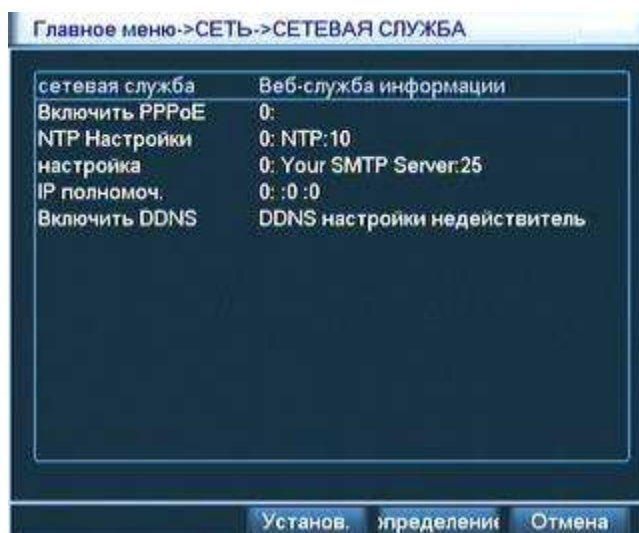 Главное меню->СЕТЬ->СЕТЕВАЯ СЛУЖБА
сетевая служба Веб-служба информации
Включить PPPoE 0:
NTP Настройки 0: NTP:10
настройка 0: Your SMTP Server:25
IP полномоч. 0: :0 :0
Включить DDNS DDNS настройки недействитель
Установ. определение Отмена